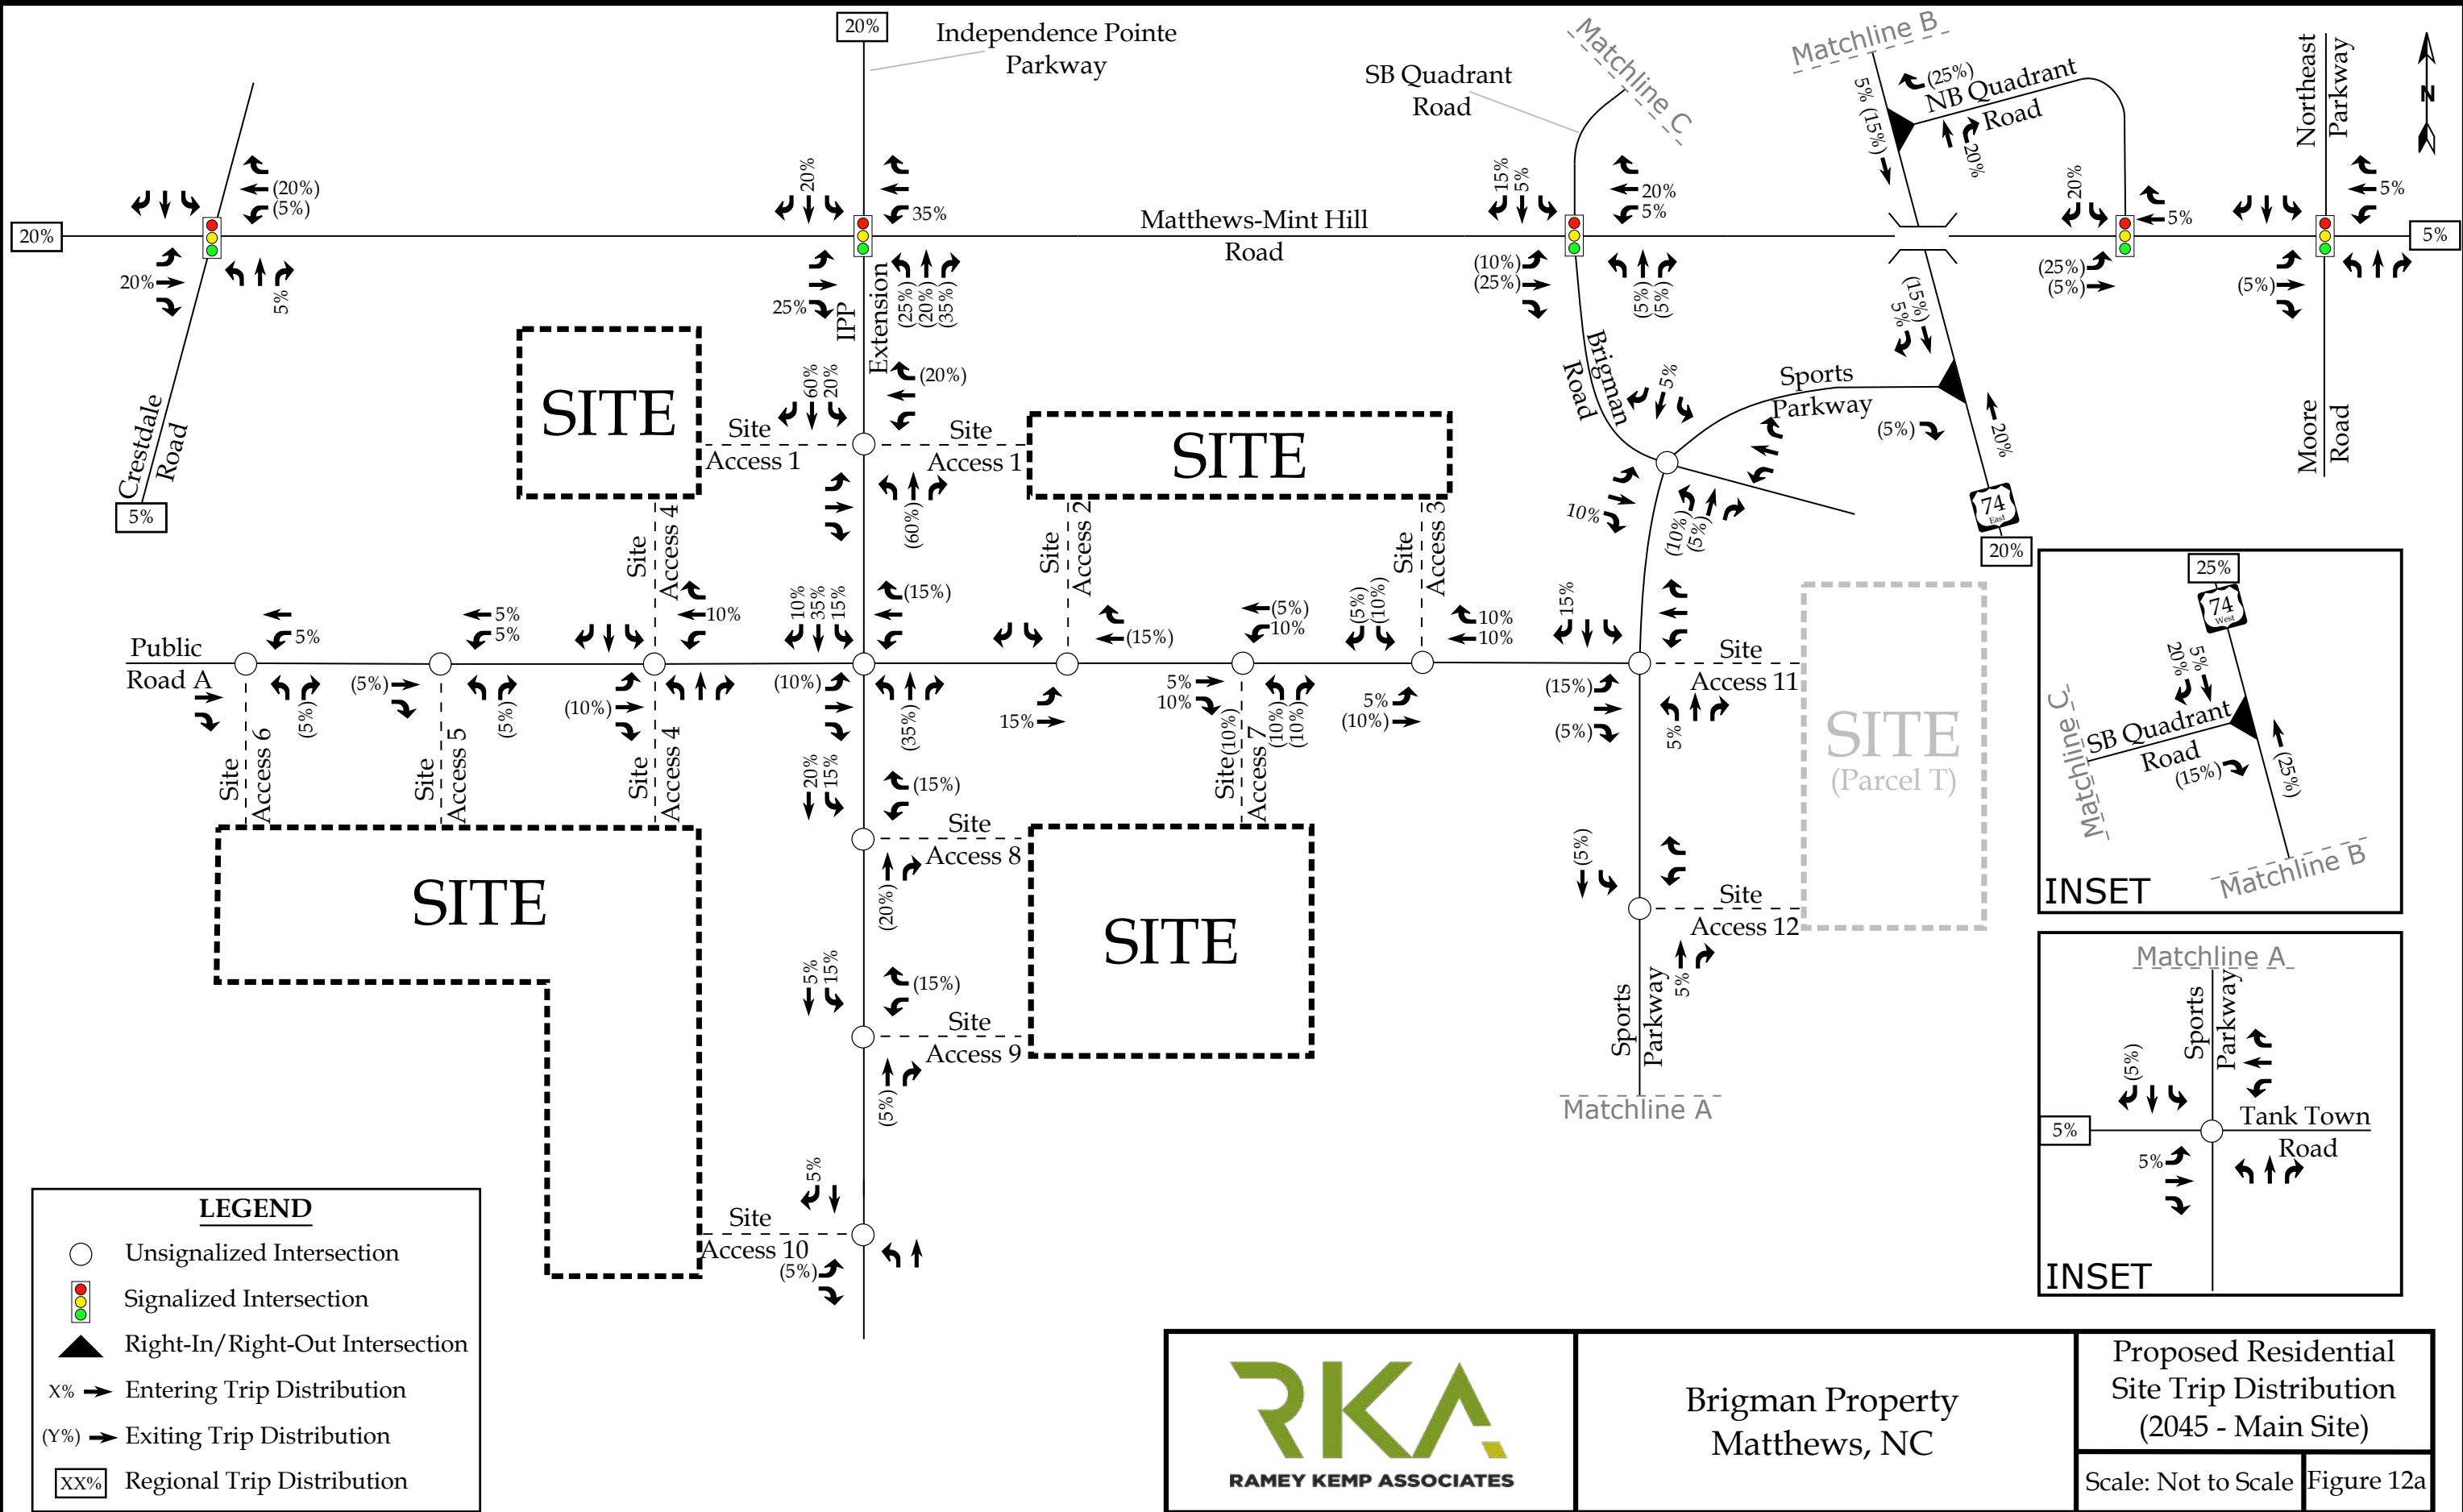 20%
Independence Pointe
Parkway
SB Quadrant
Road
Matchline C
Matchline B
5% (15%)
(25%)
NB Quadrant
Road
20%
Northeast
Parkway
N
20%
(20%)
(5%)
20%
5%
Crestdale
Road
5%
20%
35%
25%
(25%)
(20%)
(35%)
IPP
Extension
Matthews-Mint Hill
Road
15%
5%
20%
5%
(10%)
(25%)
(5%)
(5%)
Brigman
Road
20%
5%
(25%)
(5%)
5%
5%
(5%)
Moore
Road
(15%)
5%
Sports
Parkway
(5%)
20%
74
East
20%
5%
10%
(10%)
(5%)
SITE
60%
20%
(20%)
Site
Access 1
Site
Access 1
(60%)
SITE
Site
Access 4
Site
Access 2
Site
Access 3
Public
Road A
5%
(5%)
Site
Access 6
5%
5%
(5%)
(5%)
Site
Access 5
10%
(10%)
Site
Access 4
10%
35%
15%
(15%)
(10%)
(35%)
(15%)
15%
(5%)
10%
5%
10%
(10%)
(10%)
(10%)
Site
Access 7
(5%)
(10%)
10%
10%
5%
(10%)
15%
(15%)
(5%)
5%
Site
Access 11
SITE
(Parcel T)
20%
15%
(15%)
Site
Access 8
(20%)
5%
15%
(15%)
Site
Access 9
(5%)
5%
Site
Access 10
(5%)
SITE
SITE
(5%)
Site
Access 12
5%
Sports
Parkway
Matchline A
25%
74
West
20%
5%
SB Quadrant
Road
Matchline C
(15%)
(25%)
Matchline B
INSET
Matchline A
Sports
Parkway
(5%)
5%
5%
Tank Town
Road
INSET
LEGEND
Unsignalized Intersection
Signalized Intersection
Right-In/Right-Out Intersection
X% Entering Trip Distribution
(Y%) Exiting Trip Distribution
XX% Regional Trip Distribution
RKA
RAMEY KEMP ASSOCIATES
Brigman Property
Matthews, NC
Proposed Residential
Site Trip Distribution
(2045 - Main Site)
Scale: Not to Scale
Figure 12a